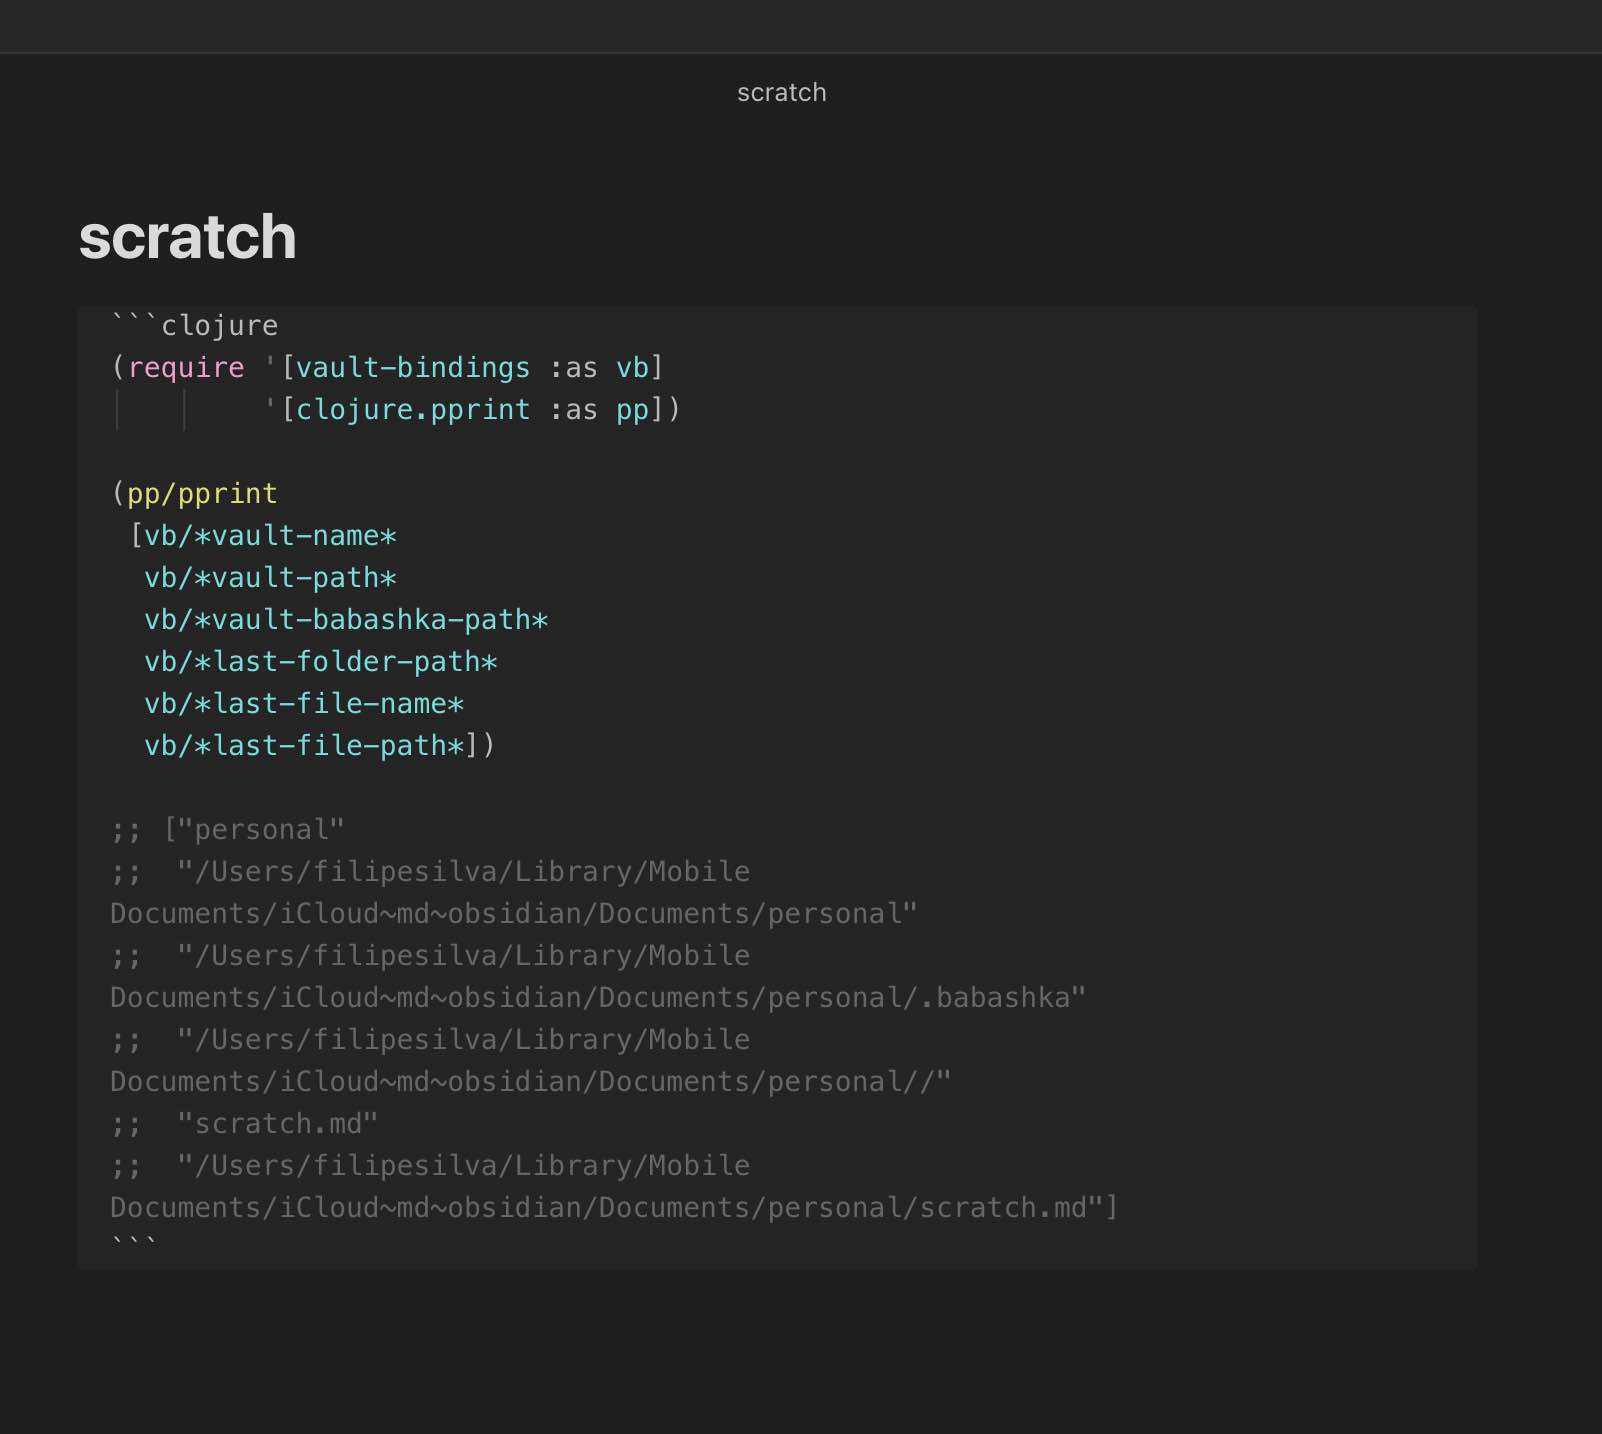 scratch
scratch
```clojure
(require '[vault-bindings :as vb]
         '[clojure.pprint :as pp])
(pp/pprint
 [vb/*vault-name*
  vb/*vault-path*
  vb/*vault-babashka-path*
  vb/*last-folder-path*
  vb/*last-file-name*
  vb/*last-file-path*])
;; ["personal"
;;  "/Users/filipesilva/Library/Mobile
Documents/iCloud~md~obsidian/Documents/personal"
;;  "/Users/filipesilva/Library/Mobile
Documents/iCloud~md~obsidian/Documents/personal/.babashka"
;;  "/Users/filipesilva/Library/Mobile
Documents/iCloud~md~obsidian/Documents/personal//"
;;  "scratch.md"
;;  "/Users/filipesilva/Library/Mobile
Documents/iCloud~md~obsidian/Documents/personal/scratch.md"]
```